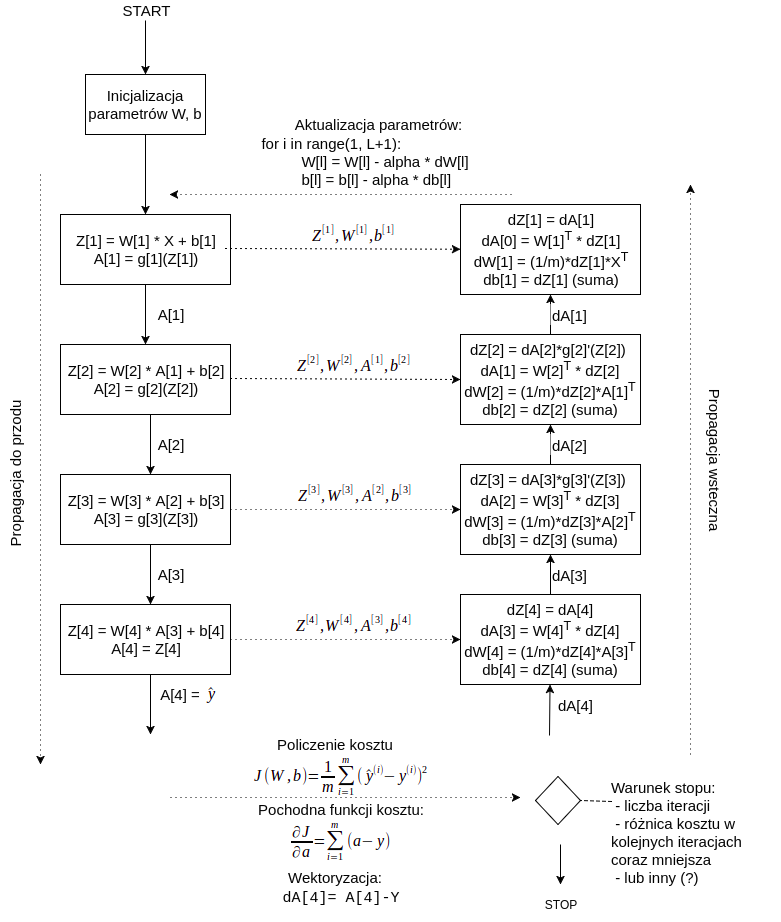 START
Inicjalizacja
parametrów W, b
Aktualizacja parametrów:
for i in range(1, L+1):
W[l] = W[l] - alpha * dW[l]
b[l] = b[l] - alpha * db[l]
Z[1] = W[1] * X + b[1]
A[1] = g[1](Z[1])
Z^[1], W^[1], b^[1]
dZ[1] = dA[1]
dA[0] = W[1]^T * dZ[1]
dW[1] = (1/m)*dZ[1]*X^T
db[1] = dZ[1] (suma)
A[1]
dA[1]
Z[2] = W[2] * A[1] + b[2]
A[2] = g[2](Z[2])
Z^[2], W^[2], A^[1], b^[2]
dZ[2] = dA[2]*g[2]'(Z[2])
dA[1] = W[2]^T * dZ[2]
dW[2] = (1/m)*dZ[2]*A[1]^T
db[2] = dZ[2] (suma)
A[2]
dA[2]
Propagacja do przodu
Propagacja wsteczna
Z[3] = W[3] * A[2] + b[3]
A[3] = g[3](Z[3])
Z^[3], W^[3], A^[2], b^[3]
dZ[3] = dA[3]*g[3]'(Z[3])
dA[2] = W[3]^T * dZ[3]
dW[3] = (1/m)*dZ[3]*A[2]^T
db[3] = dZ[3] (suma)
A[3]
dA[3]
Z[4] = W[4] * A[3] + b[4]
A[4] = Z[4]
Z^[4], W^[4], A^[3], b^[4]
dZ[4] = dA[4]
dA[3] = W[4]^T * dZ[4]
dW[4] = (1/m)*dZ[4]*A[3]^T
db[4] = dZ[4] (suma)
A[4] = ŷ
dA[4]
Policzenie kosztu
J(W,b)=1/m ∑_{i=1}^{m} (ŷ^(i) − y^(i))^2
Pochodna funkcji kosztu:
∂J/∂a = ∑_{i=1}^{m} (a − y)
Wektoryzacja:
dA[4]= A[4]-Y
Warunek stopu:
- liczba iteracji
- różnica kosztu w
kolejnych iteracjach
coraz mniejsza
- lub inny (?)
STOP